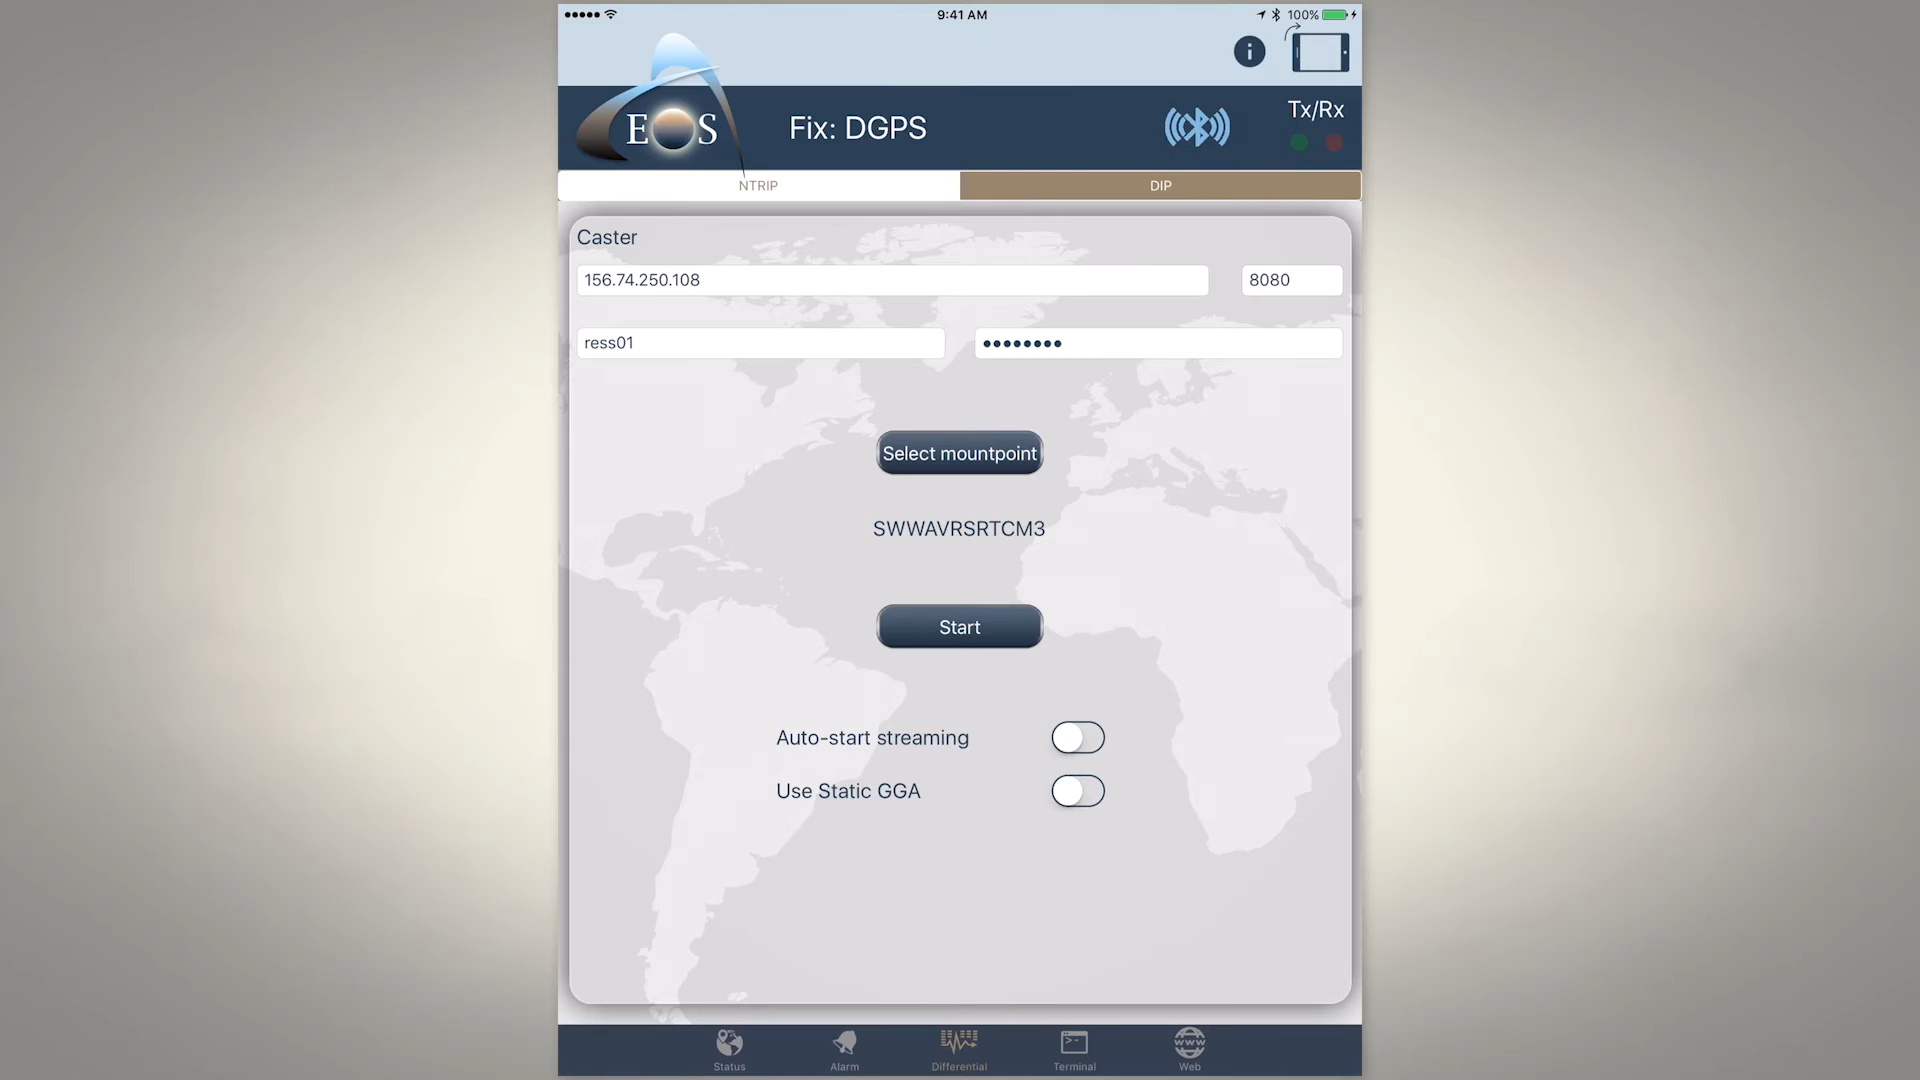 9:41 AM
100%
i
EOS
Fix: DGPS
Tx/Rx
NTRIP
DIP
Caster
156.74.250.108
8080
ress01
••••••••
Select mountpoint
SWWAVRSRTCM3
Start
Auto-start streaming
Use Static GGA
>-
www
Status
Alarm
Differential
Terminal
Web